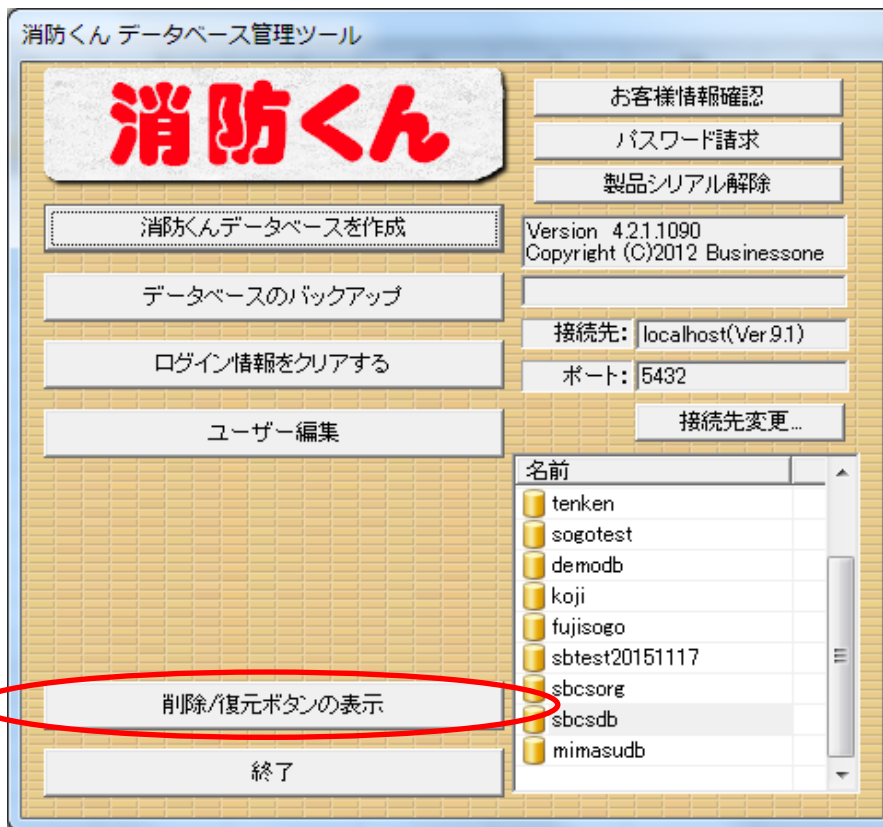 消防くん データベース管理ツール
消防くん
お客様情報確認
パスワード請求
製品シリアル解除
消防くんデータベースを作成
Version 4.2.1.1090
Copyright (C)2012 Businessone
データベースのバックアップ
接続先: localhost(Ver.9.1)
ログイン情報をクリアする
ポート: 5432
ユーザー編集
接続先変更...
名前
tenken
sogotest
demodb
koji
fujisogo
sbtest20151117
sbcsorg
削除/復元ボタンの表示
sbcsdb
mimasudb
終了